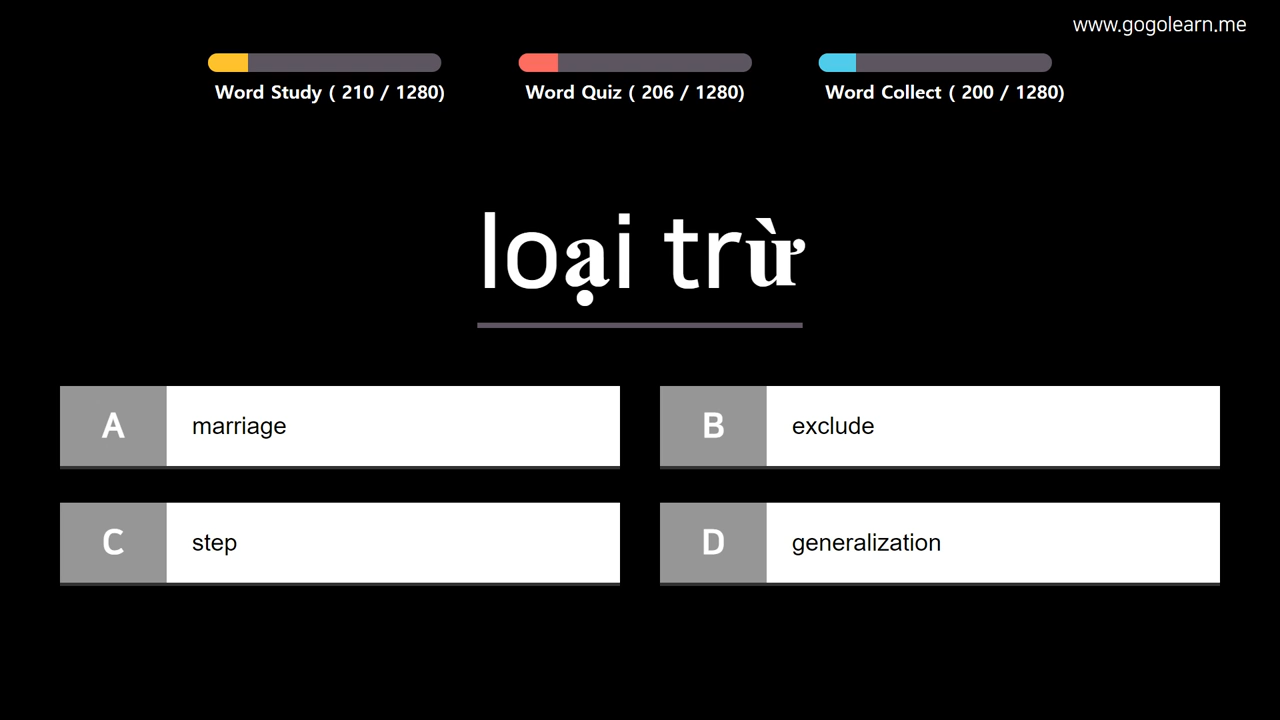 www.gogolearn.me
Word Study ( 210 / 1280)
Word Quiz ( 206 / 1280)
Word Collect ( 200 / 1280)
loại trừ
A marriage
B exclude
C step
D generalization